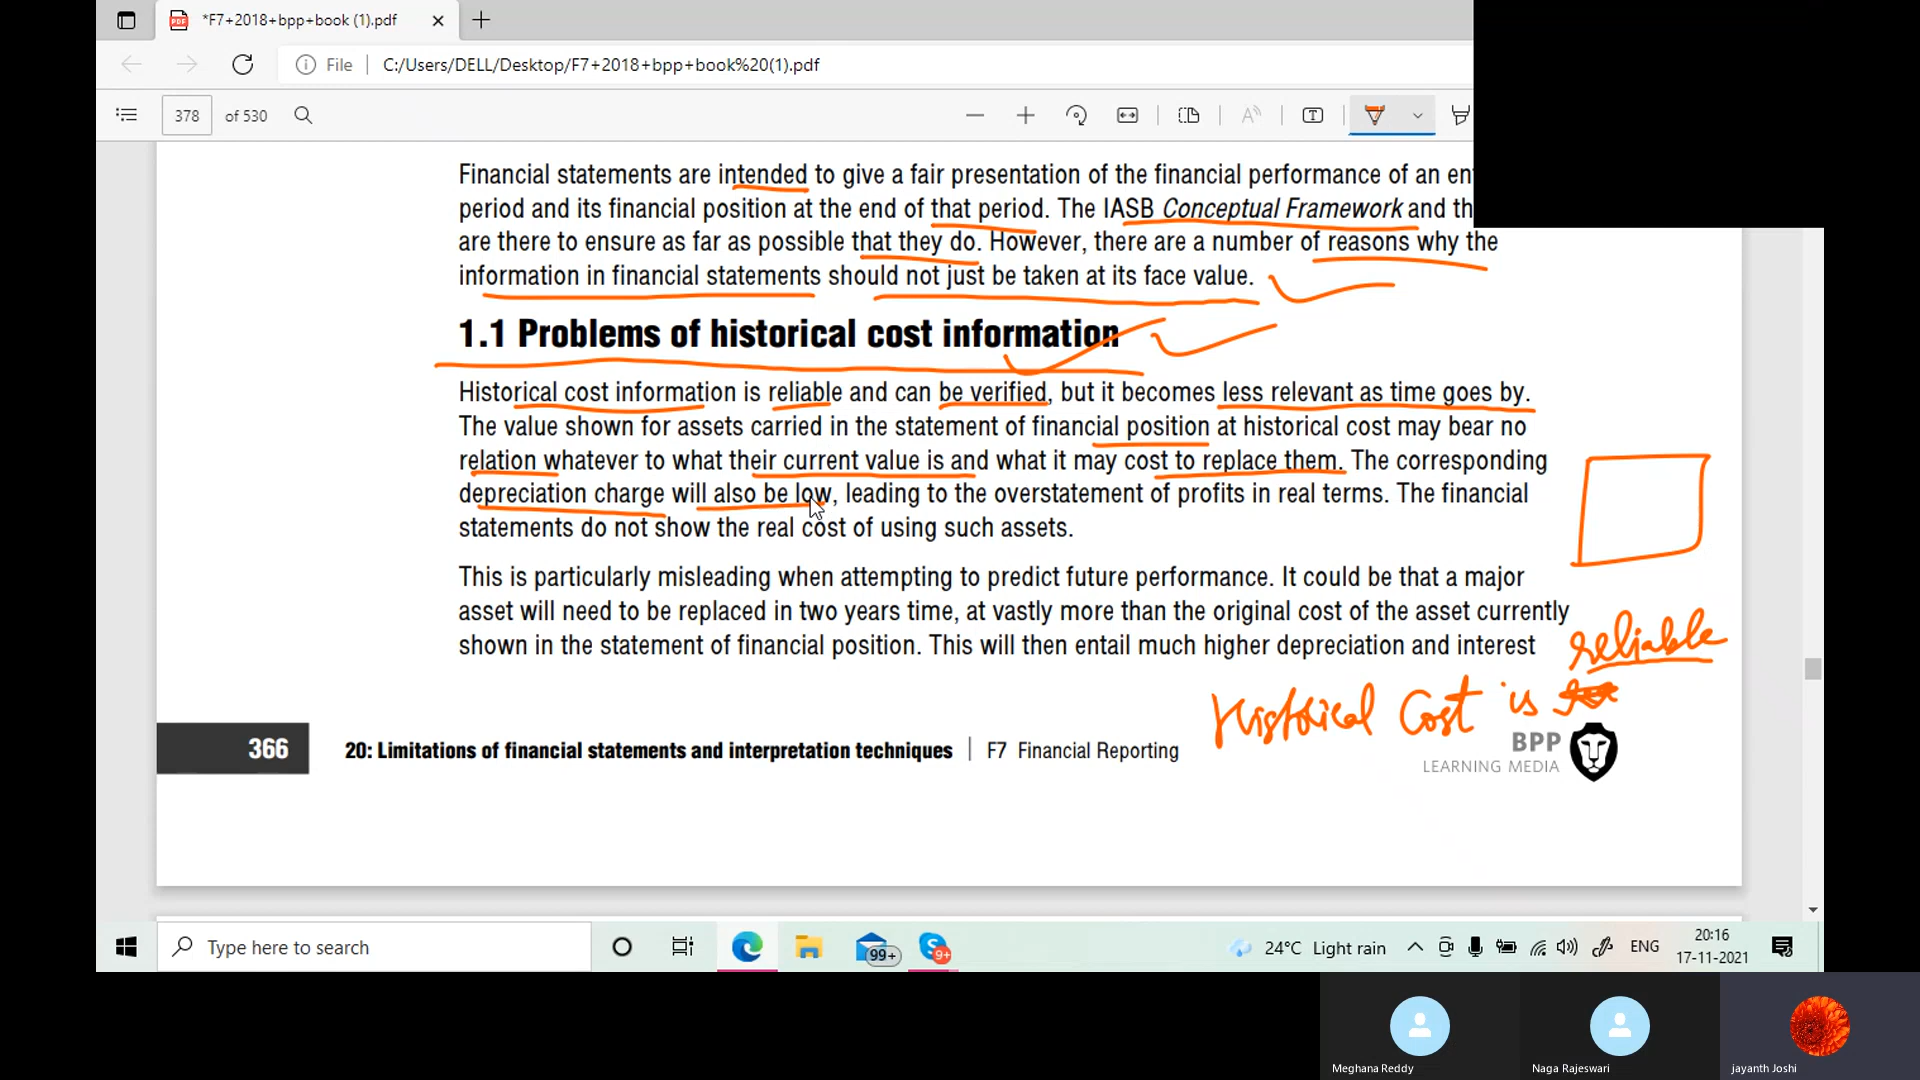 *F7+2018+bpp+book (1).pdf
File
C:/Users/DELL/Desktop/F7+2018+bpp+book%20(1).pdf
378 of 530
Financial statements are intended to give a fair presentation of the financial performance of an en
period and its financial position at the end of that period. The IASB Conceptual Framework and th
are there to ensure as far as possible that they do. However, there are a number of reasons why the
information in financial statements should not just be taken at its face value.
1.1 Problems of historical cost information
Historical cost information is reliable and can be verified, but it becomes less relevant as time goes by.
The value shown for assets carried in the statement of financial position at historical cost may bear no
relation whatever to what their current value is and what it may cost to replace them. The corresponding
depreciation charge will also be low, leading to the overstatement of profits in real terms. The financial
statements do not show the real cost of using such assets.
This is particularly misleading when attempting to predict future performance. It could be that a major
asset will need to be replaced in two years time, at vastly more than the original cost of the asset currently
shown in the statement of financial position. This will then entail much higher depreciation and interest
reliable
Historical Cost is
366
20: Limitations of financial statements and interpretation techniques
F7 Financial Reporting
BPP
LEARNING MEDIA
Type here to search
99+
9+
24°C Light rain
ENG
20:16
17-11-2021
Meghana Reddy
Naga Rajeswari
jayanth Joshi